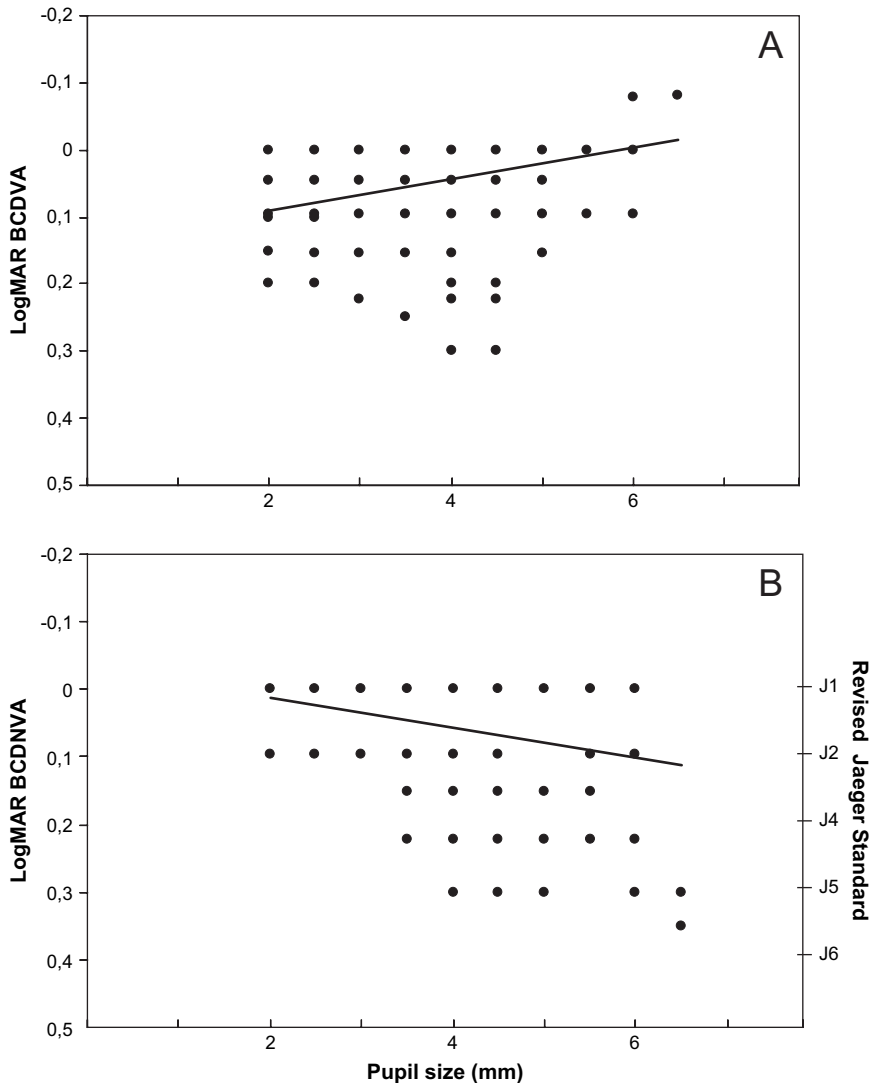 A
LogMAR BCDVA
-0,2
-0,1
0
0,1
0,2
0,3
0,4
0,5
2 4 6
B
LogMAR BCDNVA
-0,2
-0,1
0
0,1
0,2
0,3
0,4
0,5
J1
J2
J4
J5
J6
Revised Jaeger Standard
2 4 6
Pupil size (mm)